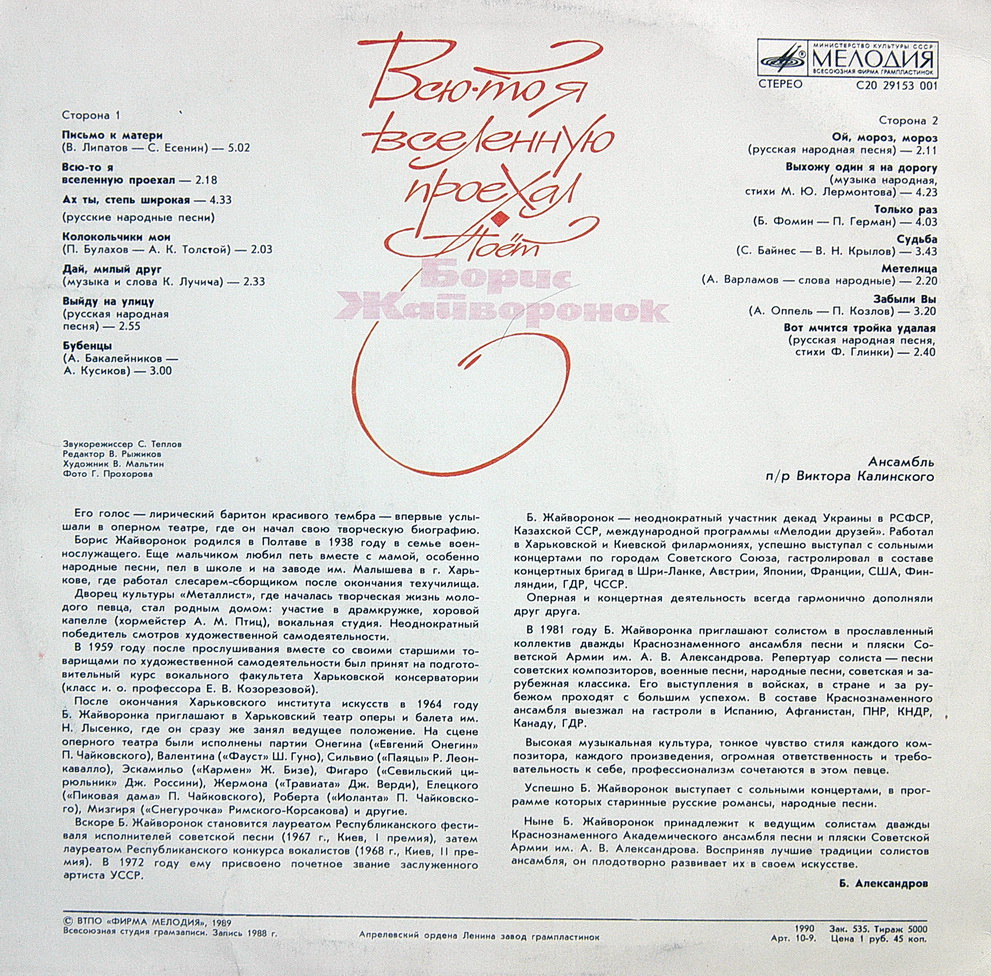 Всю-то я
вселенную
проехал
Поёт
Борис
Жайворонок
МИНИСТЕРСТВО КУЛЬТУРЫ СССР
МЕЛОДИЯ
ВСЕСОЮЗНАЯ ФИРМА ГРАМПЛАСТИНОК
СТЕРЕО С20 29153 001
Сторона 1
Письмо к матери
(В. Липатов — С. Есенин) — 5.02
Всю-то я
вселенную проехал — 2.18
Ах ты, степь широкая — 4.33
(русские народные песни)
Колокольчики мои
(П. Булахов — А. К. Толстой) — 2.03
Дай, милый друг
(музыка и слова К. Лучича) — 2.33
Выйду на улицу
(русская народная
песня) — 2.55
Бубенцы
(А. Бакалейников —
А. Кусиков) — 3.00
Сторона 2
Ой, мороз, мороз
(русская народная песня) — 2.11
Выхожу один я на дорогу
(музыка народная,
стихи М. Ю. Лермонтова) — 4.23
Только раз
(Б. Фомин — П. Герман) — 4.03
Судьба
(С. Байнес — В. Н. Крылов) — 3.43
Метелица
(А. Варламов — слова народные) — 2.20
Забыли Вы
(А. Оппель — П. Козлов) — 3.20
Вот мчится тройка удалая
(русская народная песня,
стихи Ф. Глинки) — 2.40
Звукорежиссер С. Теплов
Редактор В. Рыжиков
Художник В. Мальтин
Фото Г. Прохорова
Ансамбль
п/р Виктора Калинского
Его голос — лирический баритон красивого тембра — впервые услы-
шали в оперном театре, где он начал свою творческую биографию.
Борис Жайворонок родился в Полтаве в 1938 году в семье воен-
нослужащего. Еще мальчиком любил петь вместе с мамой, особенно
народные песни, пел в школе и на заводе им. Малышева в г. Харь-
кове, где работал слесарем-сборщиком после окончания техучилища.
Дворец культуры «Металлист», где началась творческая жизнь моло-
дого певца, стал родным домом: участие в драмкружке, хоровой
капелле (хормейстер А. М. Птиц), вокальная студия. Неоднократный
победитель смотров художественной самодеятельности.
В 1959 году после прослушивания вместе со своими старшими то-
варищами по художественной самодеятельности был принят на подгото-
вительный курс вокального факультета Харьковской консерватории
(класс и. о. профессора Е. В. Козорезовой).
После окончания Харьковского института искусств в 1964 году
Б. Жайворонка приглашают в Харьковский театр оперы и балета им.
Н. Лысенко, где он сразу же занял ведущее положение. На сцене
оперного театра были исполнены партии Онегина («Евгений Онегин»
П. Чайковского), Валентина («Фауст» Ш. Гуно), Сильвио («Паяцы» Р. Леон-
кавалло), Эскамильо («Кармен» Ж. Бизе), Фигаро («Севильский ци-
рюльник» Дж. Россини), Жермона («Травиата» Дж. Верди), Елецкого
(«Пиковая дама» П. Чайковского), Роберта («Иоланта» П. Чайковско-
го), Мизгиря («Снегурочка» Римского-Корсакова) и другие.
Вскоре Б. Жайворонок становится лауреатом Республиканского фести-
валя исполнителей советской песни (1967 г., Киев, I премия), затем
лауреатом Республиканского конкурса вокалистов (1968 г., Киев, II пре-
мия). В 1972 году ему присвоено почетное звание заслуженного
артиста УССР.
Б. Жайворонок — неоднократный участник декад Украины в РСФСР,
Казахской ССР, международной программы «Мелодии друзей». Работал
в Харьковской и Киевской филармониях, успешно выступал с сольными
концертами по городам Советского Союза, гастролировал в составе
концертных бригад в Шри-Ланке, Австрии, Японии, Франции, США, Фин-
ляндии, ГДР, ЧССР.
Оперная и концертная деятельность всегда гармонично дополняли
друг друга.
В 1981 году Б. Жайворонка приглашают солистом в прославленный
коллектив дважды Краснознаменного ансамбля песни и пляски Со-
ветской Армии им. А. В. Александрова. Репертуар солиста — песни
советских композиторов, военные песни, народные песни, советская и за-
рубежная классика. Его выступления в войсках, в стране и за ру-
бежом проходят с большим успехом. В составе Краснознаменного
ансамбля выезжал на гастроли в Испанию, Афганистан, ПНР, КНДР,
Канаду, ГДР.
Высокая музыкальная культура, тонкое чувство стиля каждого ком-
позитора, каждого произведения, огромная ответственность и требо-
вательность к себе, профессионализм сочетаются в этом певце.
Успешно Б. Жайворонок выступает с сольными концертами, в прог-
рамме которых старинные русские романсы, народные песни.
Ныне Б. Жайворонок принадлежит к ведущим солистам дважды
Краснознаменного Академического ансамбля песни и пляски Советской
Армии им. А. В. Александрова. Восприняв лучшие традиции солистов
ансамбля, он плодотворно развивает их в своем искусстве.
Б. Александров
© ВТПО «ФИРМА МЕЛОДИЯ», 1989
Всесоюзная студия грамзаписи. Запись 1988 г.
Апрелевский ордена Ленина завод грампластинок
1990 Зак. 535. Тираж 5000
Арт. 10-9. Цена 1 руб. 45 коп.